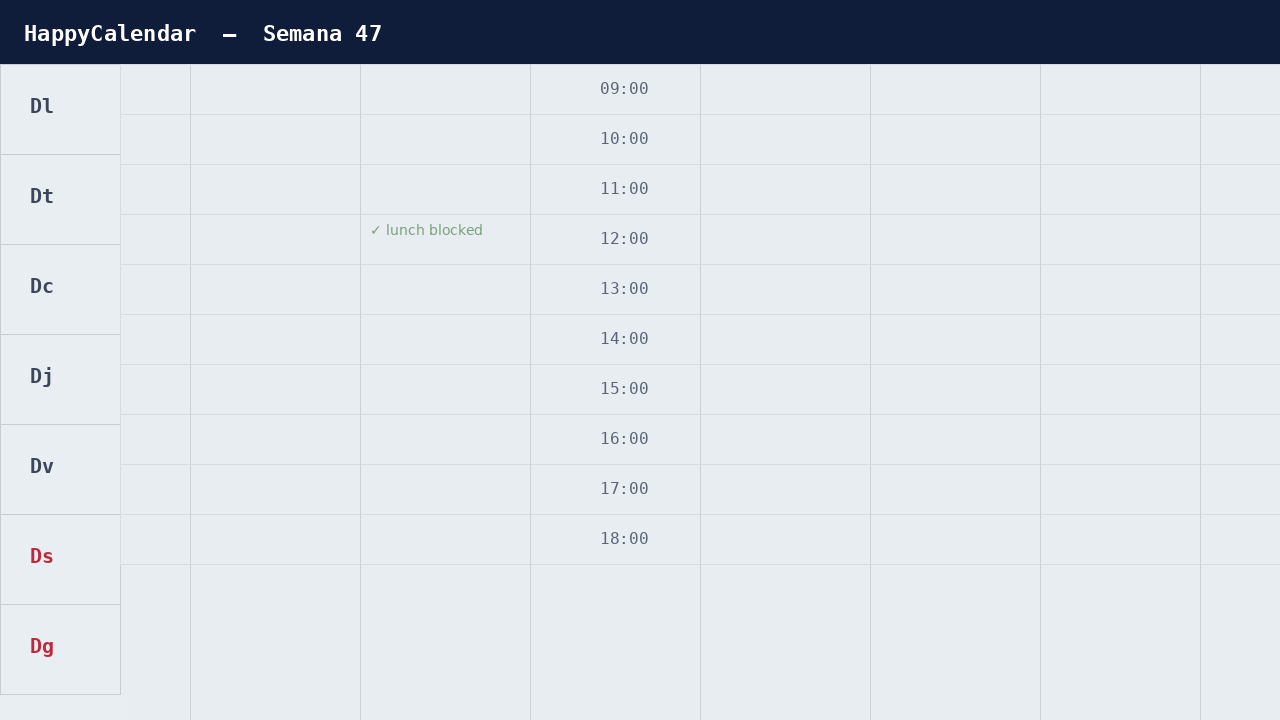 HappyCalendar — Semana 47
Dl
Dt
Dc
Dj
Dv
Ds
Dg
09:00
10:00
11:00
✓ lunch blocked
12:00
13:00
14:00
15:00
16:00
17:00
18:00